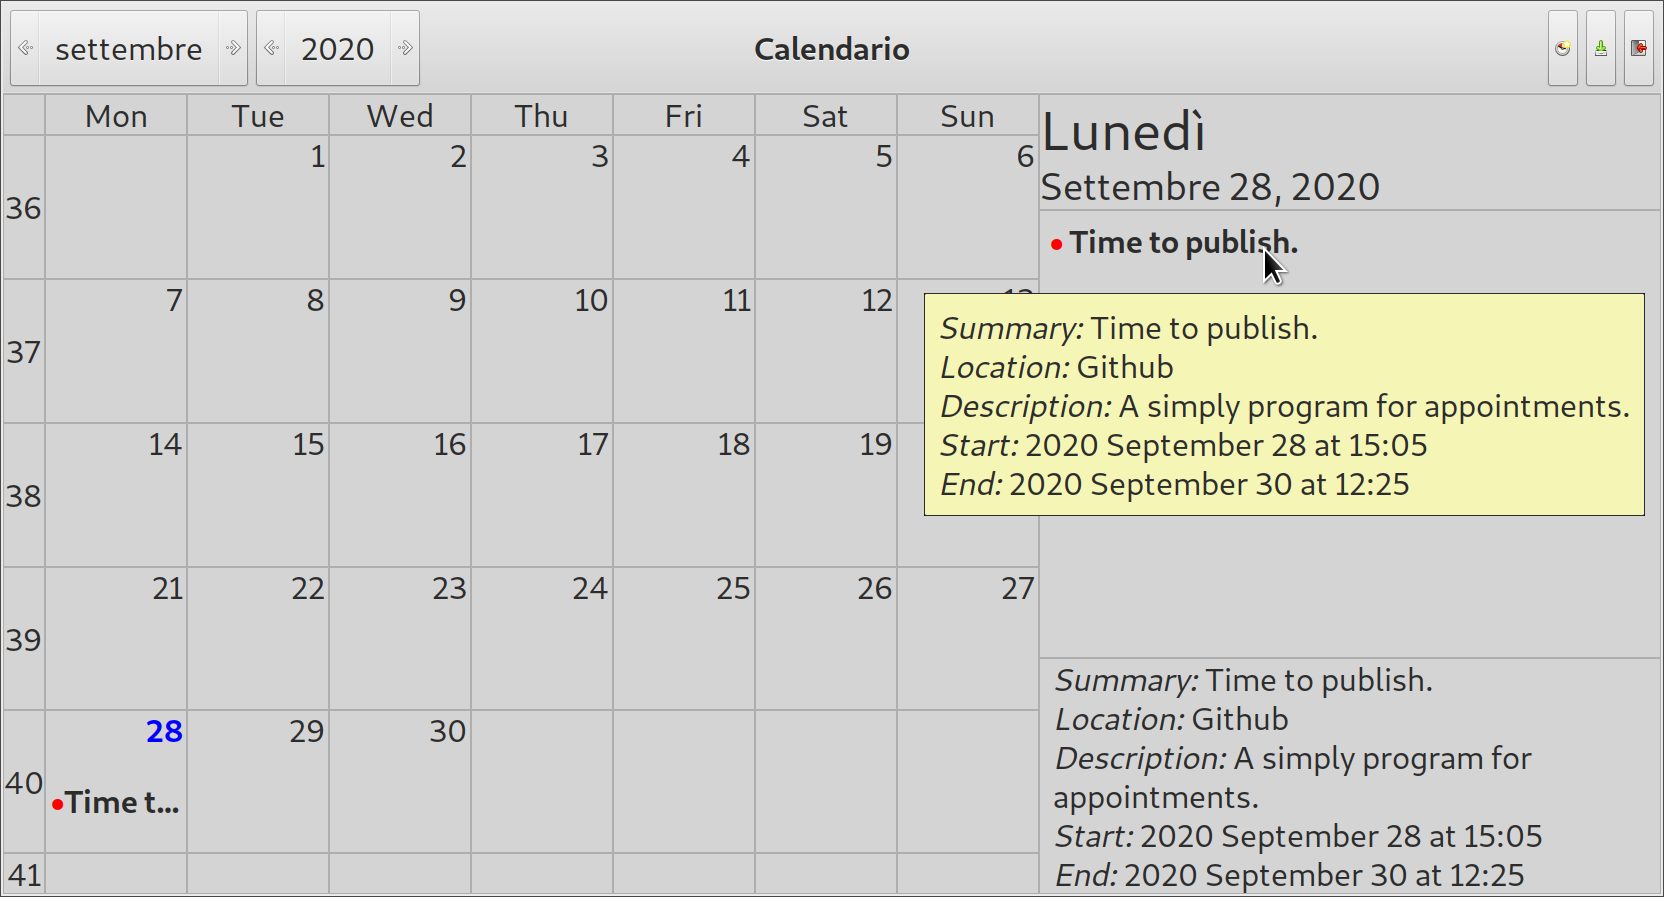 settembre 2020 Calendario
Mon Tue Wed Thu Fri Sat Sun
36 1 2 3 4 5 6
37 7 8 9 10 11 12
38 14 15 16 17 18 19
39 21 22 23 24 25 26 27
40 28 29 30
Time t...
41
Lunedì
Settembre 28, 2020
Time to publish.
Summary: Time to publish.
Location: Github
Description: A simply program for appointments.
Start: 2020 September 28 at 15:05
End: 2020 September 30 at 12:25
Summary: Time to publish.
Location: Github
Description: A simply program for
appointments.
Start: 2020 September 28 at 15:05
End: 2020 September 30 at 12:25